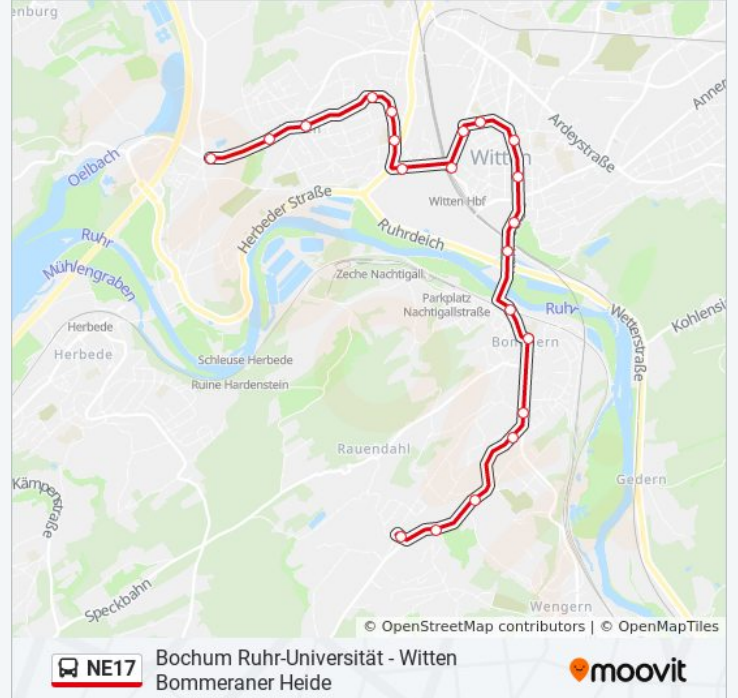 enburg
Anner
Ardeystraße
Witten
Oelbach
Herbeder Straße
Witten Hbf
Ruhrdeich
Ruhr
Mühlengraben
Zeche Nachtigall
Parkplatz
Nachtigallstraße
Ruhr
Wetterstraße
Kohlensi
Herbede
Herbede
Schleuse Herbede
Ruine Hardenstein
Rauendahl
Gedern
Kämpenstraße
Speckbahn
Wengern
© OpenStreetMap contributors | © OpenMapTiles
NE17
Bochum Ruhr-Universität - Witten
Bommeraner Heide
moovit